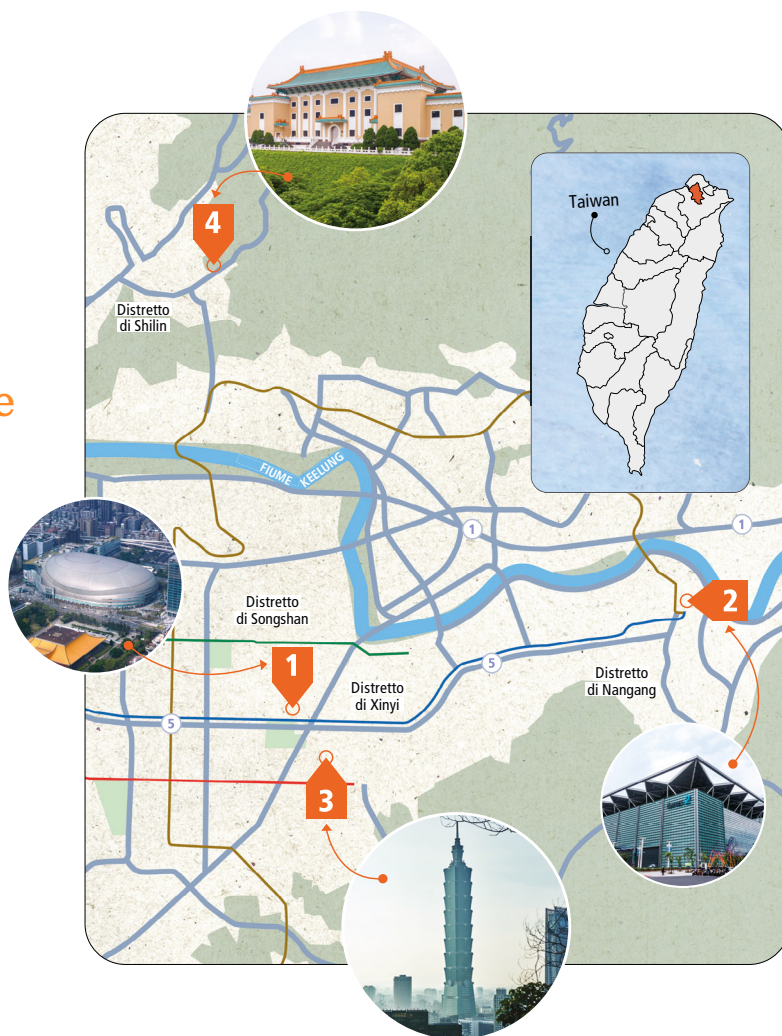 4
Taiwan
Distretto
di Shilin
e
FIUME KEELUNG
1
1
Distretto
di Songshan
2
1
5
Distretto
di Xinyi
Distretto
di Nangang
5
3